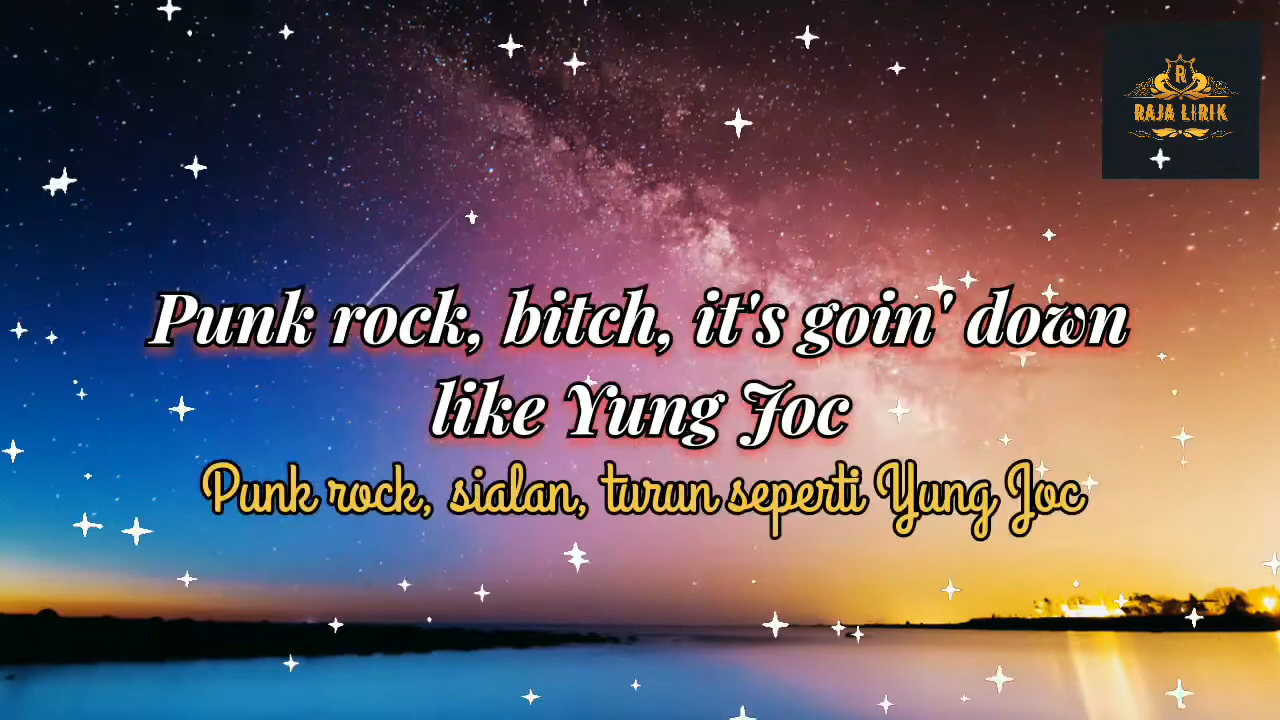 R
RAJA LIRIK
Punk rock, bitch, it's goin' down
like Yung Joc
Punk rock, sialan, turun seperti Yung Joc